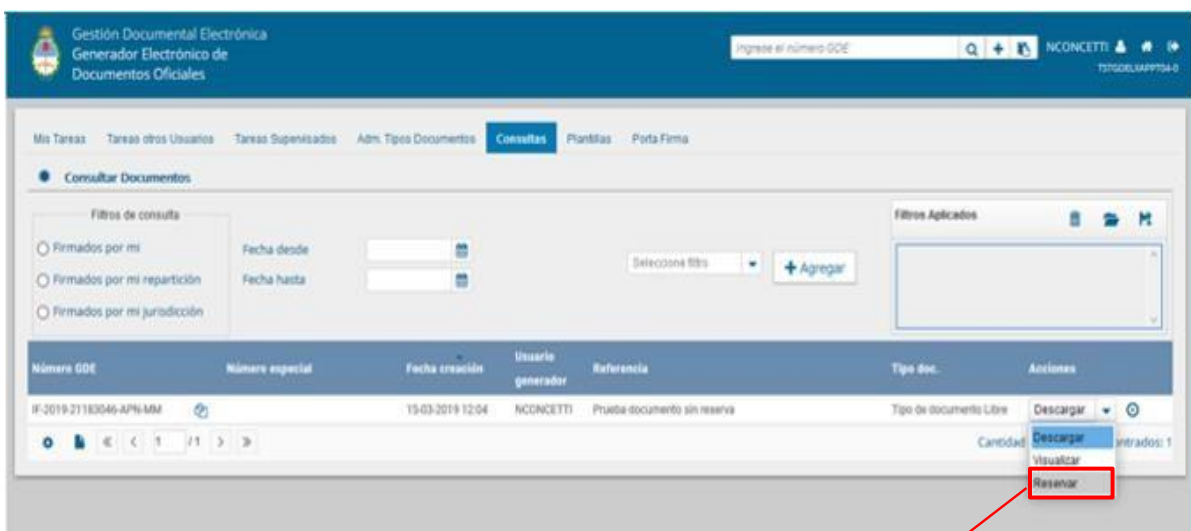 Gestión Documental Electrónica
Generador Electrónico de
Documentos Oficiales
Ingrese el número GDE
NCONCETTI
Mis Tareas Tareas otros Usuarios Tareas Supervisados Adm. Tipos Documentos Consultas Plantillas Porta Firma
Consultar Documentos
Filtros de consulta
Firmados por mi
Firmados por mi repartición
Firmados por mi jurisdicción
Fecha desde
Fecha hasta
Selecciona filtro
Agregar
Filtros Aplicados
Número GDE Número especial Fecha creación Usuario generador Referencia Tipo doc. Acciones
IF-2019-21183046-APN-MM 15-03-2019 12:04 NCONCETTI Prueba documento sin reserva Tipo de documento Libre Descargar
1 /1
Cantidad ontrados: 1
Descargar
Visualizar
Reservar